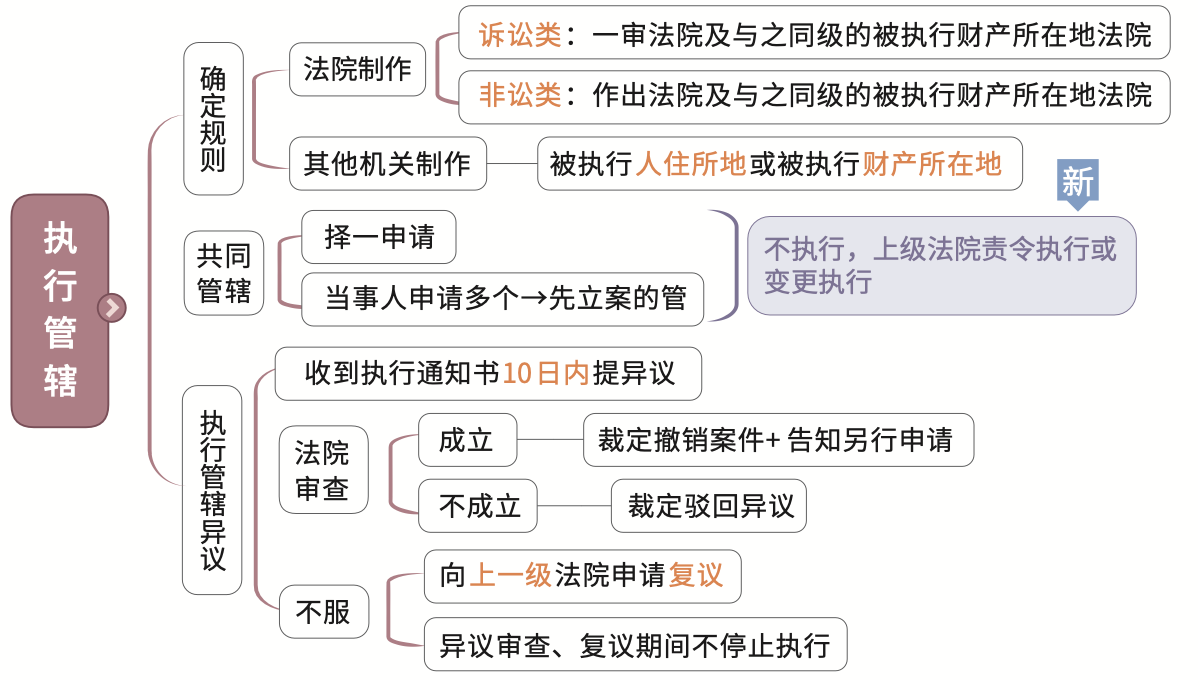 执行管辖
确定规则
法院制作
诉讼类：一审法院及与之同级的被执行财产所在地法院
非讼类：作出法院及与之同级的被执行财产所在地法院
其他机关制作
被执行人住所地或被执行财产所在地
共同
管辖
择一申请
当事人申请多个→先立案的管
新
不执行，上级法院责令执行或
变更执行
执行管辖异议
收到执行通知书10日内提异议
法院
审查
成立
裁定撤销案件+告知另行申请
不成立
裁定驳回异议
不服
向上一级法院申请复议
异议审查、复议期间不停止执行